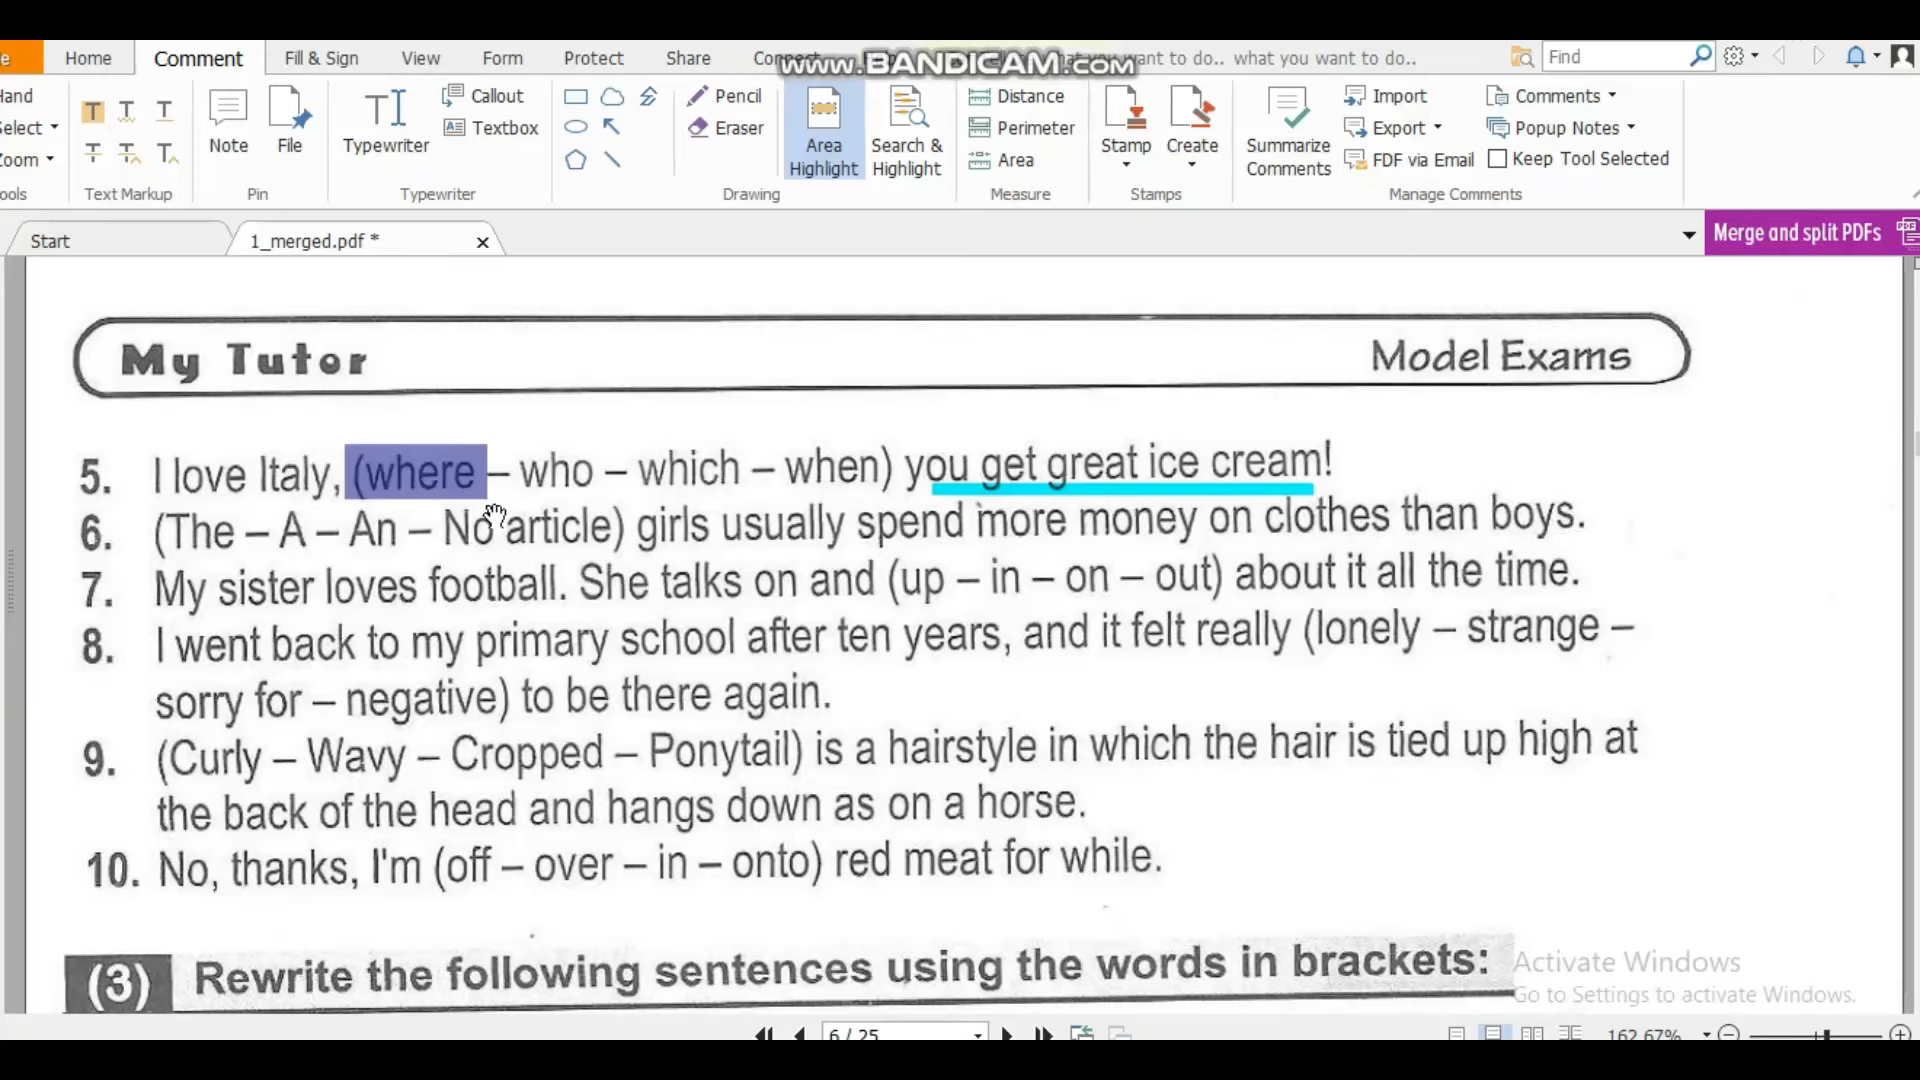 Home Comment Fill & Sign View Form Protect Share what you want to do.. what you want to do.. Find
www.BANDICAM.com
Callout Pencil Distance Import Comments
Textbox Eraser Perimeter Export Popup Notes
Area FDF via Email Keep Tool Selected
Note File Typewriter Area Highlight Search & Highlight Stamp Create Summarize Comments
Text Markup Pin Typewriter Drawing Measure Stamps Manage Comments
Start 1_merged.pdf * Merge and split PDFs
My Tutor Model Exams
5. I love Italy, (where – who – which – when) you get great ice cream!
6. (The – A – An – No article) girls usually spend more money on clothes than boys.
7. My sister loves football. She talks on and (up – in – on – out) about it all the time.
8. I went back to my primary school after ten years, and it felt really (lonely – strange –
sorry for – negative) to be there again.
9. (Curly – Wavy – Cropped – Ponytail) is a hairstyle in which the hair is tied up high at
the back of the head and hangs down as on a horse.
10. No, thanks, I'm (off – over – in – onto) red meat for while.
(3) Rewrite the following sentences using the words in brackets:
Activate Windows
Go to Settings to activate Windows.
6 / 25 162.67%